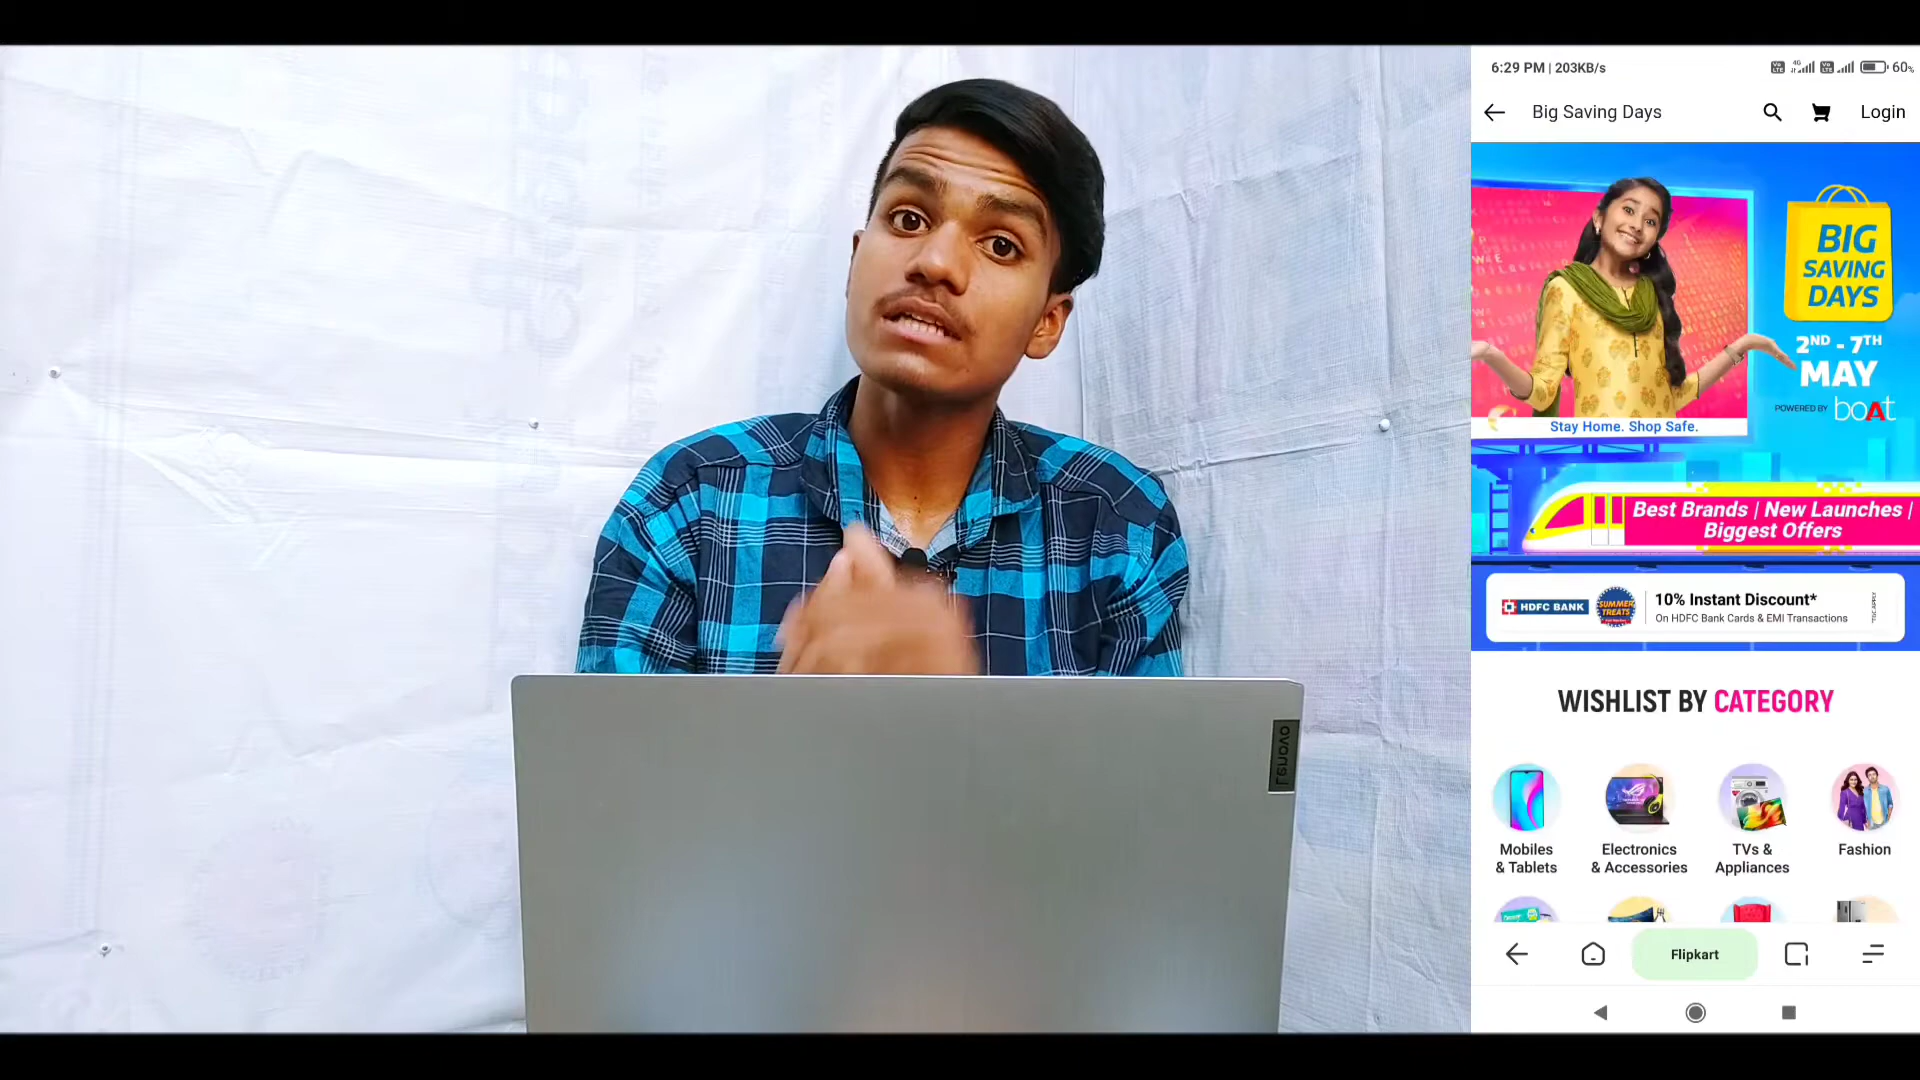 6:29 PM | 203KB/s
60%
Big Saving Days
Login
BIG
SAVING
DAYS
2ND - 7TH
MAY
POWERED BY boAt
Stay Home. Shop Safe.
Best Brands | New Launches |
Biggest Offers
HDFC BANK
SUMMER
TREATS
10% Instant Discount*
On HDFC Bank Cards & EMI Transactions
T&C APPLY
WISHLIST BY CATEGORY
Mobiles
& Tablets
Electronics
& Accessories
TVs &
Appliances
Fashion
Flipkart
Lenovo